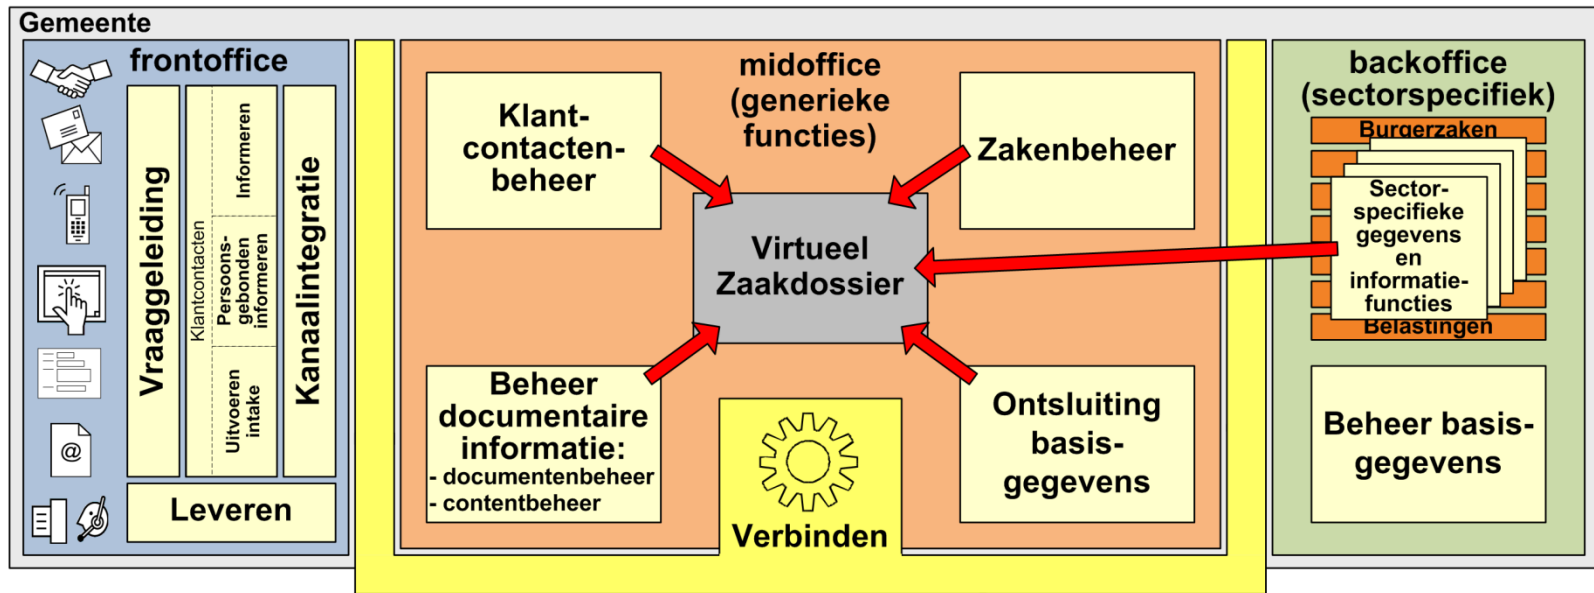 Gemeente
frontoffice
Vraaggeleiding
Klantcontacten
Informeren
Persoons-
gebonden
informeren
Uitvoeren
intake
Kanaalintegratie
Leveren
@
midoffice
(generieke
functies)
Klant-
contacten-
beheer
Zakenbeheer
Virtueel
Zaakdossier
Beheer
documentaire
informatie:
- documentenbeheer
- contentbeheer
Verbinden
Ontsluiting
basis-
gegevens
backoffice
(sectorspecifiek)
Burgerzaken
Sector-
specifieke
gegevens
en
informatie-
functies
Belastingen
Beheer basis-
gegevens